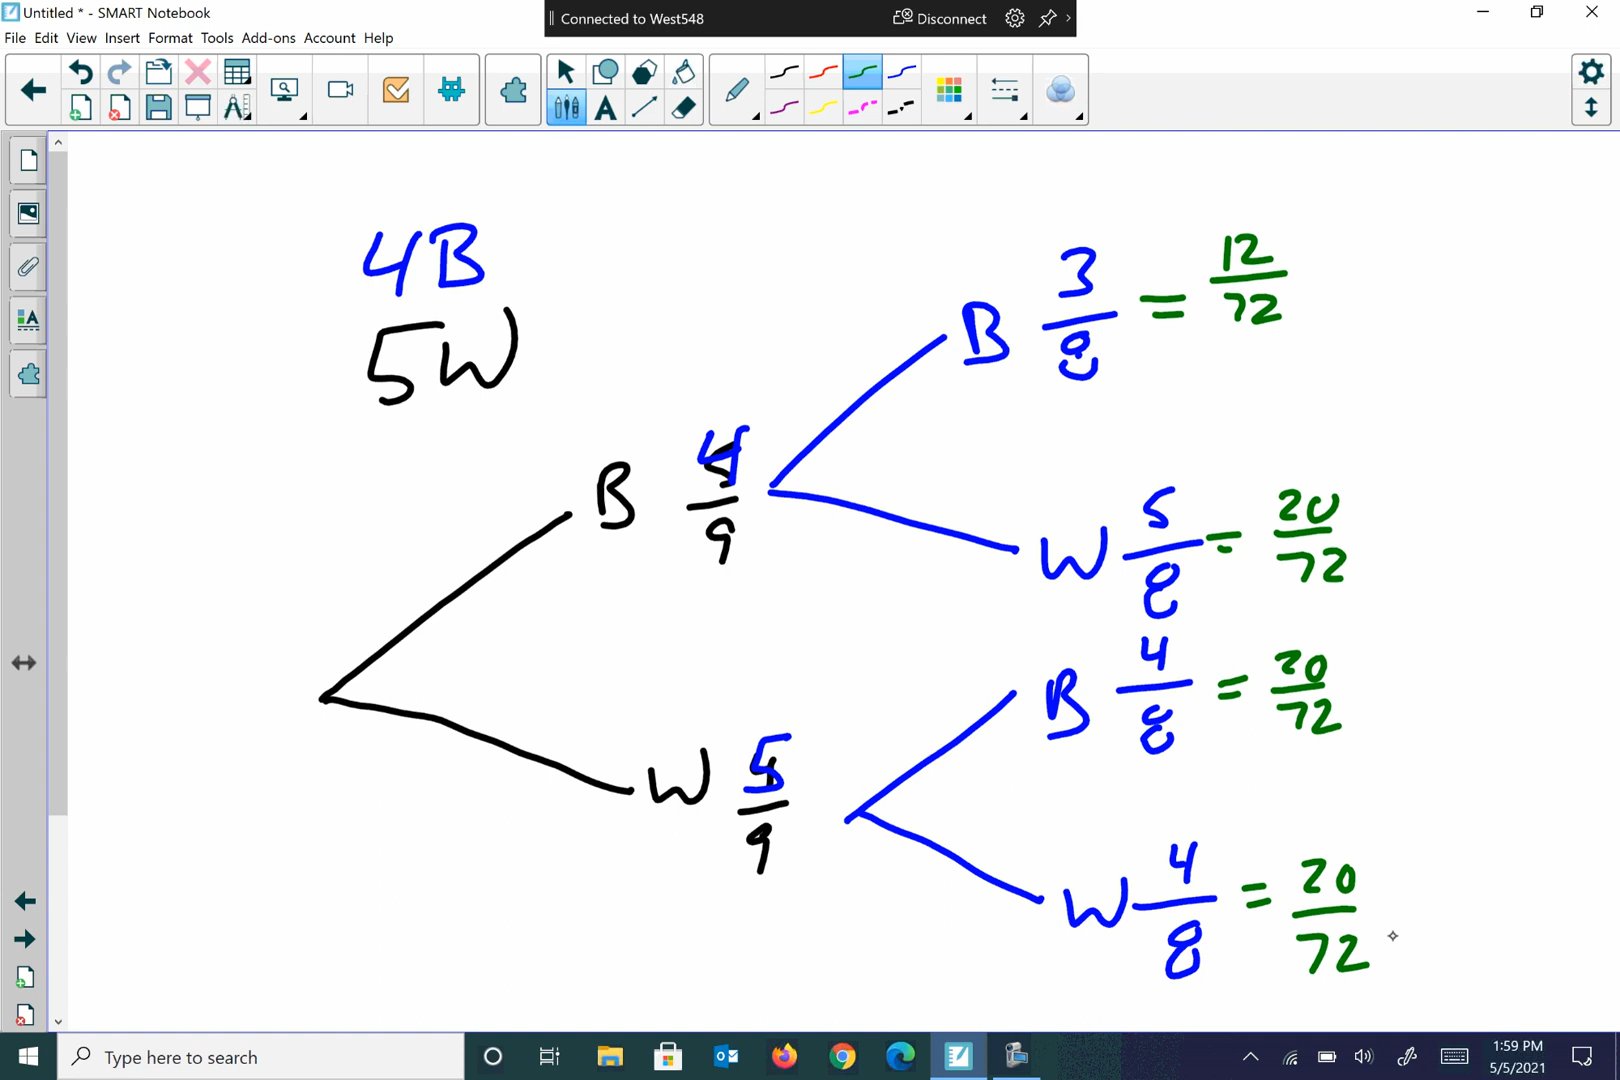 Untitled * - SMART Notebook
Connected to West548
Disconnect
File Edit View Insert Format Tools Add-ons Account Help
4B
5W
B 4/9
W 5/9
B 3/8 = 12/72
W 5/8 = 20/72
B 4/8 = 20/72
W 4/8 = 20/72
Type here to search
1:59 PM
5/5/2021